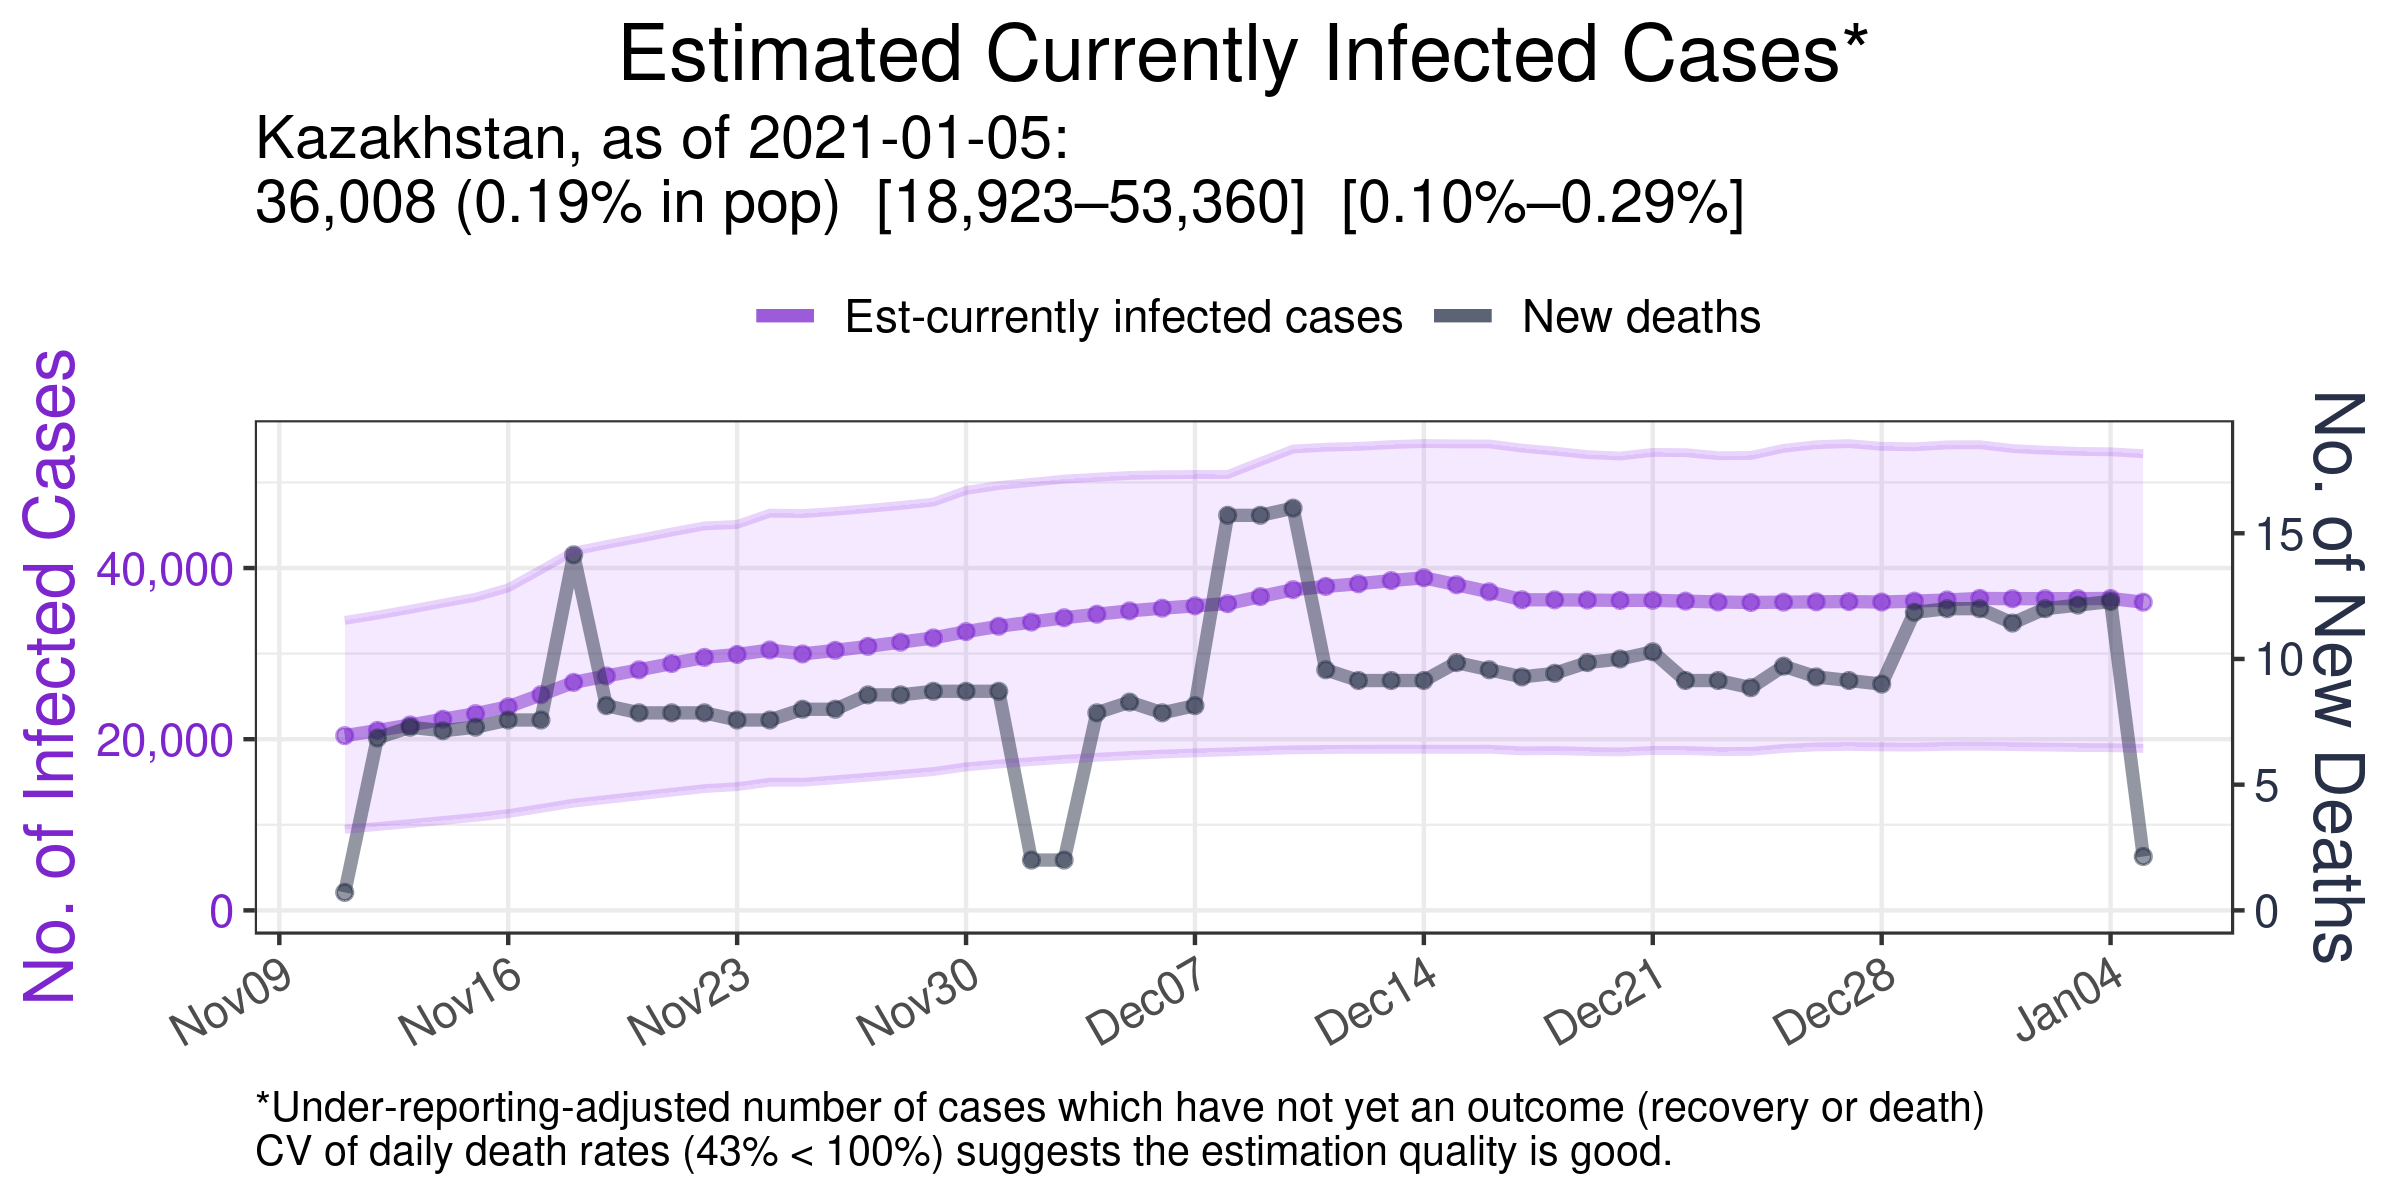 Estimated Currently Infected Cases*
Kazakhstan, as of 2021-01-05:
36,008 (0.19% in pop)  [18,923–53,360]  [0.10%–0.29%]
Est-currently infected cases
New deaths
No. of Infected Cases
40,000
20,000
0
No. of New Deaths
15
10
5
0
Nov09
Nov16
Nov23
Nov30
Dec07
Dec14
Dec21
Dec28
Jan04
*Under-reporting-adjusted number of cases which have not yet an outcome (recovery or death)
CV of daily death rates (43% < 100%) suggests the estimation quality is good.